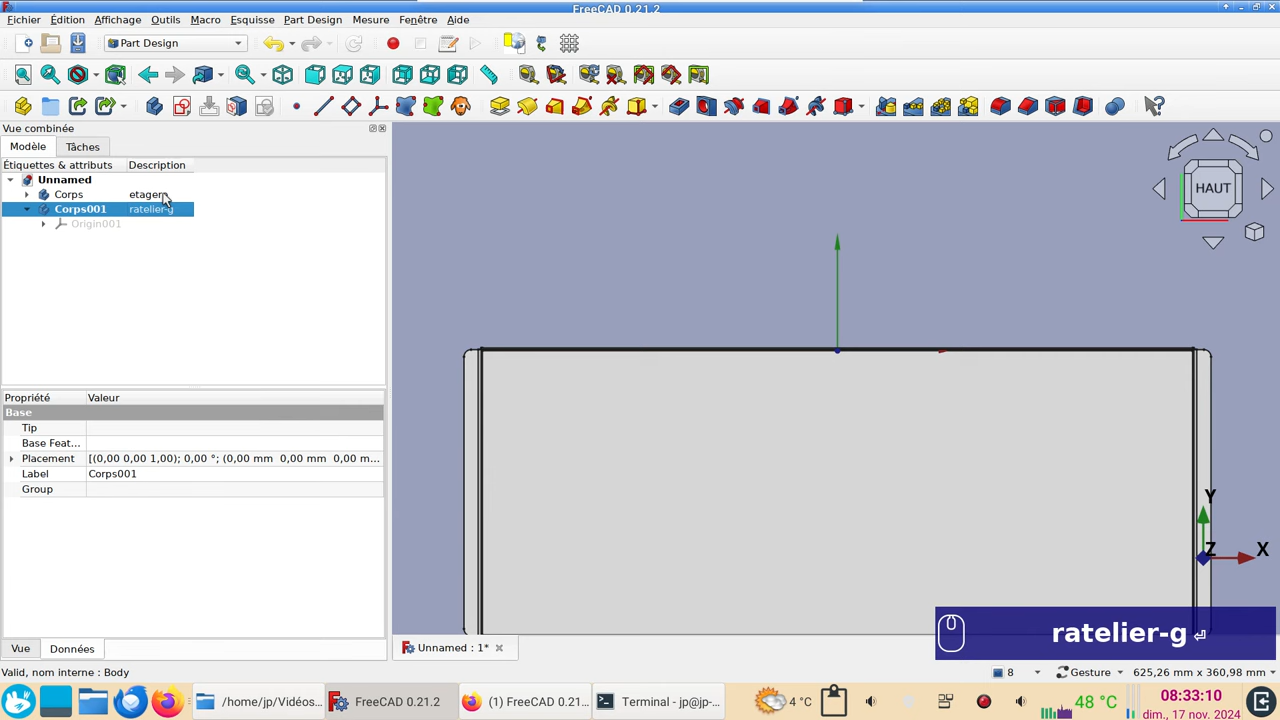 FreeCAD 0.21.2
Fichier Édition Affichage Outils Macro Esquisse Part Design Mesure Fenêtre Aide
Part Design
Vue combinée
Modèle Tâches
Étiquettes & attributs Description
Unnamed
Corps etagere
Corps001 ratelier-g
Origin001
HAUT
Propriété Valeur
Base
Tip
Base Feat...
Placement [(0,00 0,00 1,00); 0,00 °; (0,00 mm 0,00 mm 0,00 m...
Label Corps001
Group
Y
Z X
ratelier-g ⏎
Vue Données
Unnamed : 1*
Valid, nom interne : Body
8 Gesture 625,26 mm x 360,98 mm
/home/jp/Vidéos... FreeCAD 0.21.2 (1) FreeCAD 0.21... Terminal - jp@jp-... 4 °C 48 °C 08:33:10
dim., 17 nov. 2024